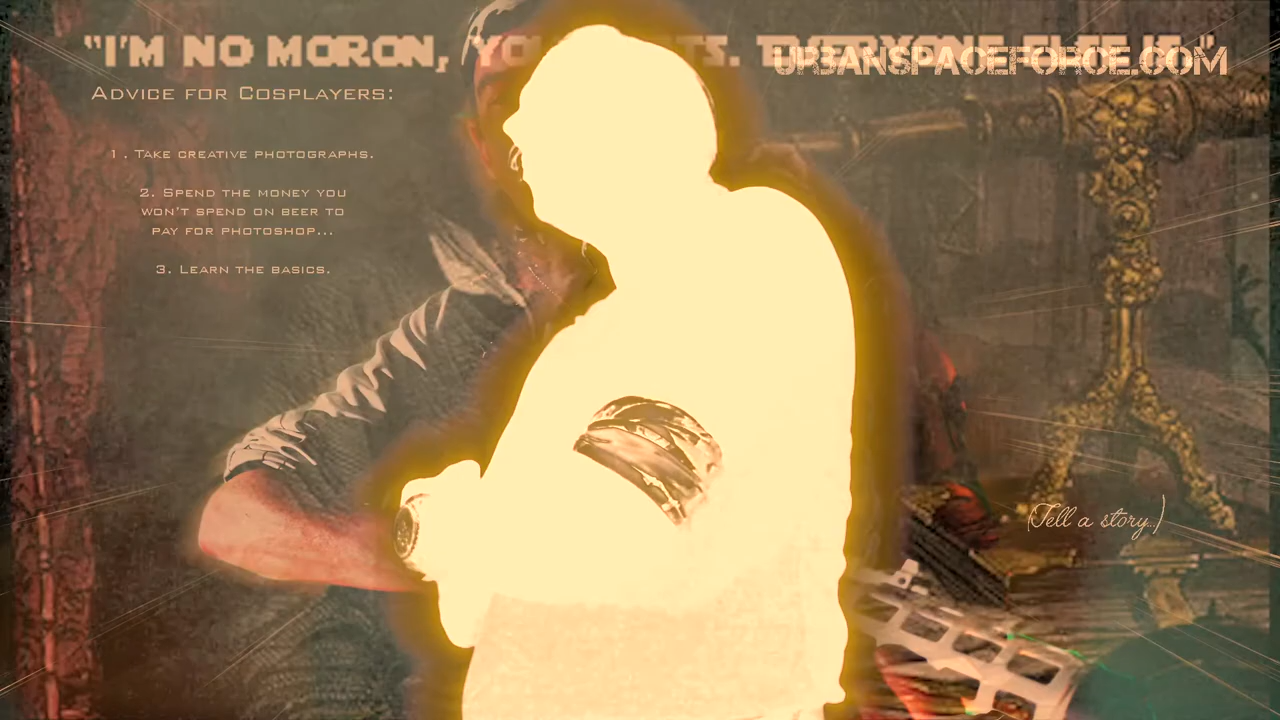 "I'M NO MORON,
URBANSPACEFORCE.COM
ADVICE FOR COSPLAYERS:
1. TAKE CREATIVE PHOTOGRAPHS.
2. SPEND THE MONEY YOU
WON'T SPEND ON BEER TO
PAY FOR PHOTOSHOP...
3. LEARN THE BASICS.
(Tell a story...)